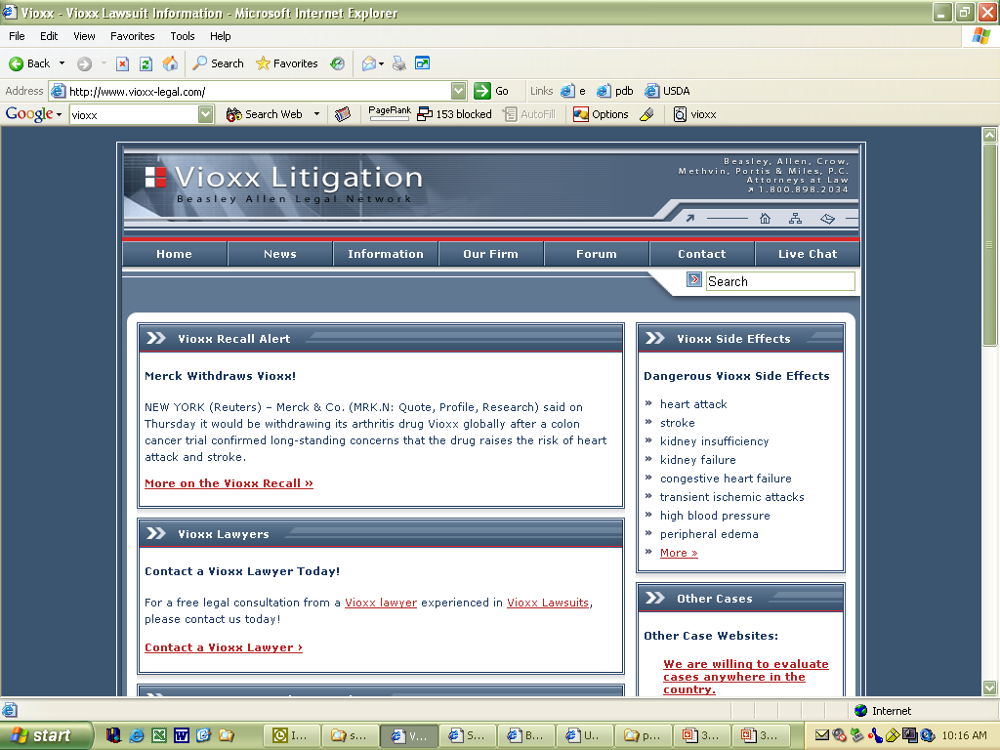 Vioxx - Vioxx Lawsuit Information - Microsoft Internet Explorer
File Edit View Favorites Tools Help
Back Search Favorites
Address http://www.vioxx-legal.com/ Go Links e pdb USDA
Google vioxx Search Web PageRank 153 blocked AutoFill Options vioxx
Beasley, Allen, Crow,
Methvin, Portis & Miles, P.C.
Attorneys at Law
1.800.898.2034
Vioxx Litigation
Beasley Allen Legal Network
Home News Information Our Firm Forum Contact Live Chat
Search
Vioxx Recall Alert
Merck Withdraws Vioxx!
NEW YORK (Reuters) – Merck & Co. (MRK.N: Quote, Profile, Research) said on
Thursday it would be withdrawing its arthritis drug Vioxx globally after a colon
cancer trial confirmed long-standing concerns that the drug raises the risk of heart
attack and stroke.
More on the Vioxx Recall »
Vioxx Lawyers
Contact a Vioxx Lawyer Today!
For a free legal consultation from a Vioxx lawyer experienced in Vioxx Lawsuits,
please contact us today!
Contact a Vioxx Lawyer ›
Vioxx Side Effects
Dangerous Vioxx Side Effects
» heart attack
» stroke
» kidney insufficiency
» kidney failure
» congestive heart failure
» transient ischemic attacks
» high blood pressure
» peripheral edema
» More »
Other Cases
Other Case Websites:
We are willing to evaluate
cases anywhere in the
country.
Internet
start I... s... V... S... B... U... p... 3... 3... 10:16 AM